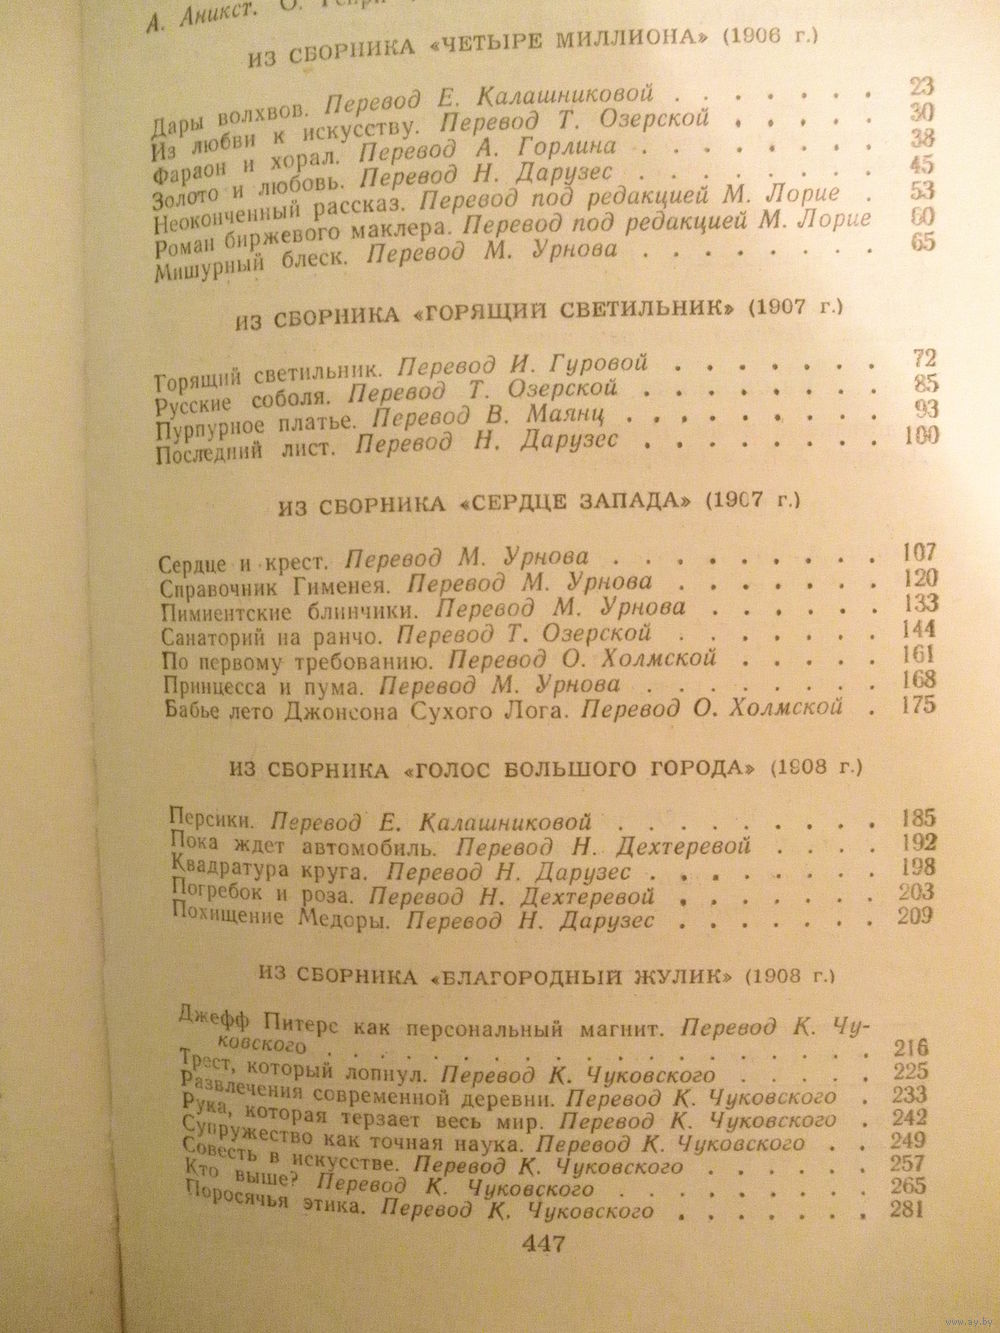 А. Аникст. О.
ИЗ СБОРНИКА «ЧЕТЫРЕ МИЛЛИОНА» (1906 г.)
Дары волхвов. Перевод Е. Калашниковой . . . . . . . 23
Из любви к искусству. Перевод Т. Озерской . . . . . 30
Фараон и хорал. Перевод А. Горлина . . . . . . . . 38
Золото и любовь. Перевод Н. Дарузес . . . . . . . . 45
Неоконченный рассказ. Перевод под редакцией М. Лорие . 53
Роман биржевого маклера. Перевод под редакцией М. Лорие 60
Мишурный блеск. Перевод М. Урнова . . . . . . . . 65
ИЗ СБОРНИКА «ГОРЯЩИЙ СВЕТИЛЬНИК» (1907 г.)
Горящий светильник. Перевод И. Гуровой . . . . . . . 72
Русские соболя. Перевод Т. Озерской . . . . . . . . 85
Пурпурное платье. Перевод В. Маянц . . . . . . . . . 93
Последний лист. Перевод Н. Дарузес . . . . . . . . 100
ИЗ СБОРНИКА «СЕРДЦЕ ЗАПАДА» (1907 г.)
Сердце и крест. Перевод М. Урнова . . . . . . . . . 107
Справочник Гименея. Перевод М. Урнова . . . . . . . 120
Пимиентские блинчики. Перевод М. Урнова . . . . . . 133
Санаторий на ранчо. Перевод Т. Озерской . . . . . . . 144
По первому требованию. Перевод О. Холмской . . . . . 161
Принцесса и пума. Перевод М. Урнова . . . . . . . . 168
Бабье лето Джонсона Сухого Лога. Перевод О. Холмской . 175
ИЗ СБОРНИКА «ГОЛОС БОЛЬШОГО ГОРОДА» (1908 г.)
Персики. Перевод Е. Калашниковой . . . . . . . . . 185
Пока ждет автомобиль. Перевод Н. Дехтеревой . . . . 192
Квадратура круга. Перевод Н. Дарузес . . . . . . . . 198
Погребок и роза. Перевод Н. Дехтеревой . . . . . . . 203
Похищение Медоры. Перевод Н. Дарузес . . . . . . . 209
ИЗ СБОРНИКА «БЛАГОРОДНЫЙ ЖУЛИК» (1908 г.)
Джефф Питерс как персональный магнит. Перевод К. Чу-
ковского . . . . . . . . . . . . . . . . . 216
Трест, который лопнул. Перевод К. Чуковского . . . . . 225
Развлечения современной деревни. Перевод К. Чуковского . 233
Рука, которая терзает весь мир. Перевод К. Чуковского . 242
Супружество как точная наука. Перевод К. Чуковского . . 249
Совесть в искусстве. Перевод К. Чуковского . . . . . . 257
Кто выше? Перевод К. Чуковского . . . . . . . . 265
Поросячья этика. Перевод К. Чуковского . . . . . . . 281
447
www.ay.by